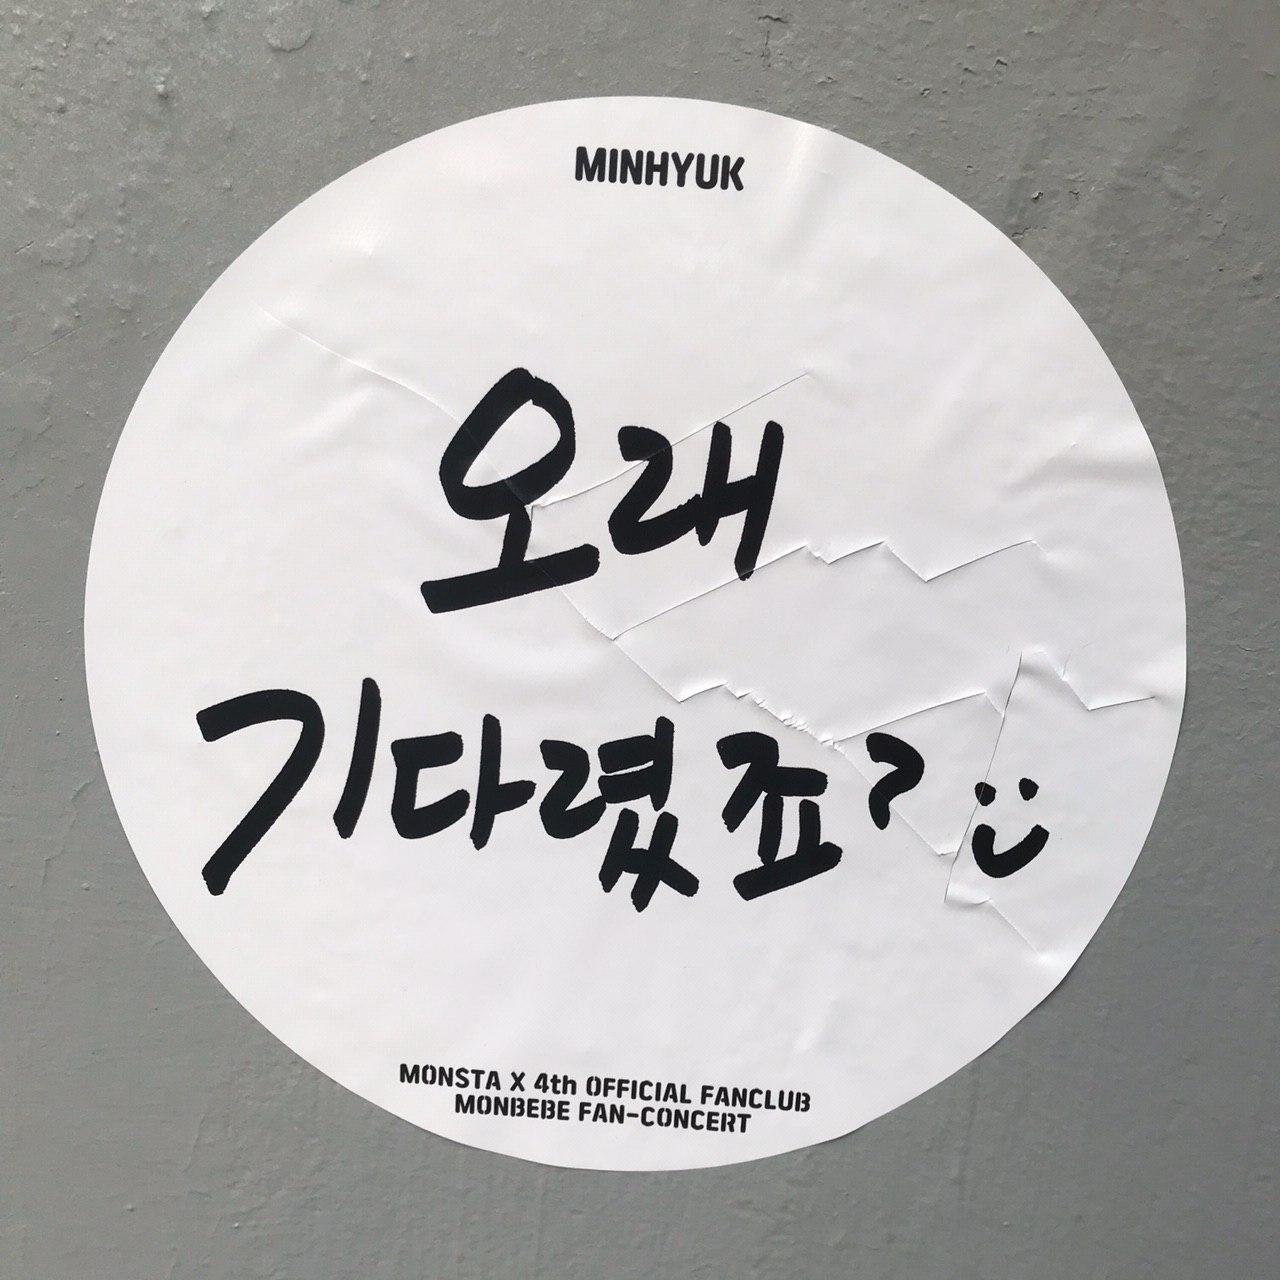 MINHYUK
오래
기다렸죠? :)
MONSTA X 4th OFFICIAL FANCLUB
MONBEBE FAN-CONCERT